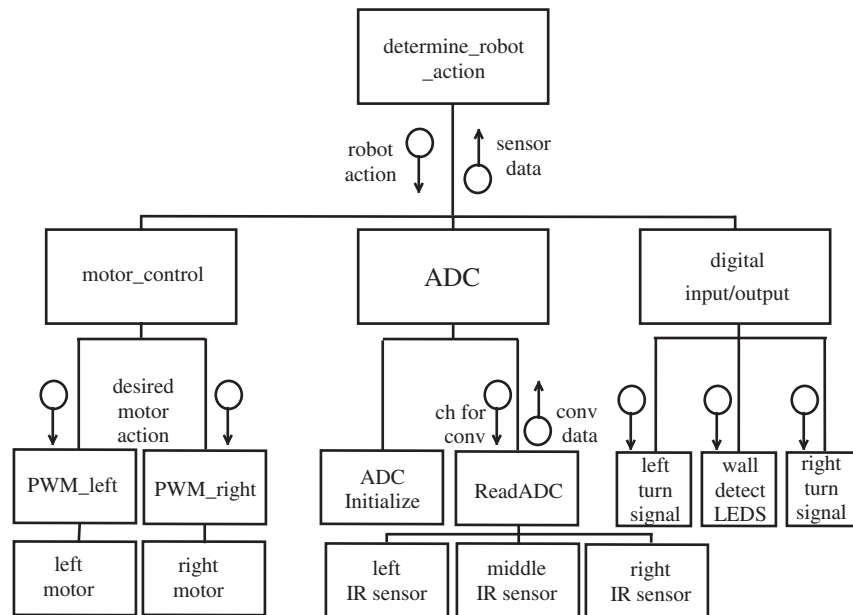 determine_robot
_action
robot
action
sensor
data
motor_control
ADC
digital
input/output
desired
motor
action
ch for
conv
conv
data
PWM_left
PWM_right
ADC
Initialize
ReadADC
left
turn
signal
wall
detect
LEDS
right
turn
signal
left
motor
right
motor
left
IR sensor
middle
IR sensor
right
IR sensor